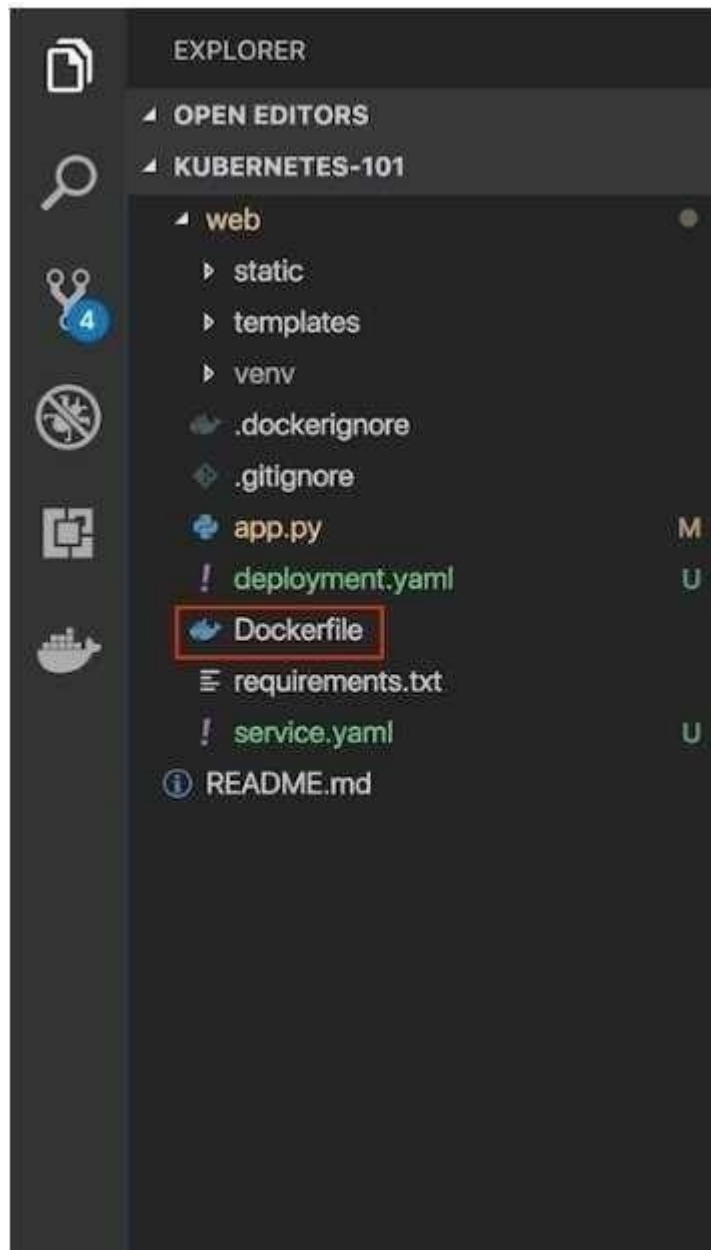 EXPLORER
OPEN EDITORS
KUBERNETES-101
web
static
4
templates
venv
.dockerignore
.gitignore
app.py M
deployment.yaml U
Dockerfile
requirements.txt
service.yaml U
README.md